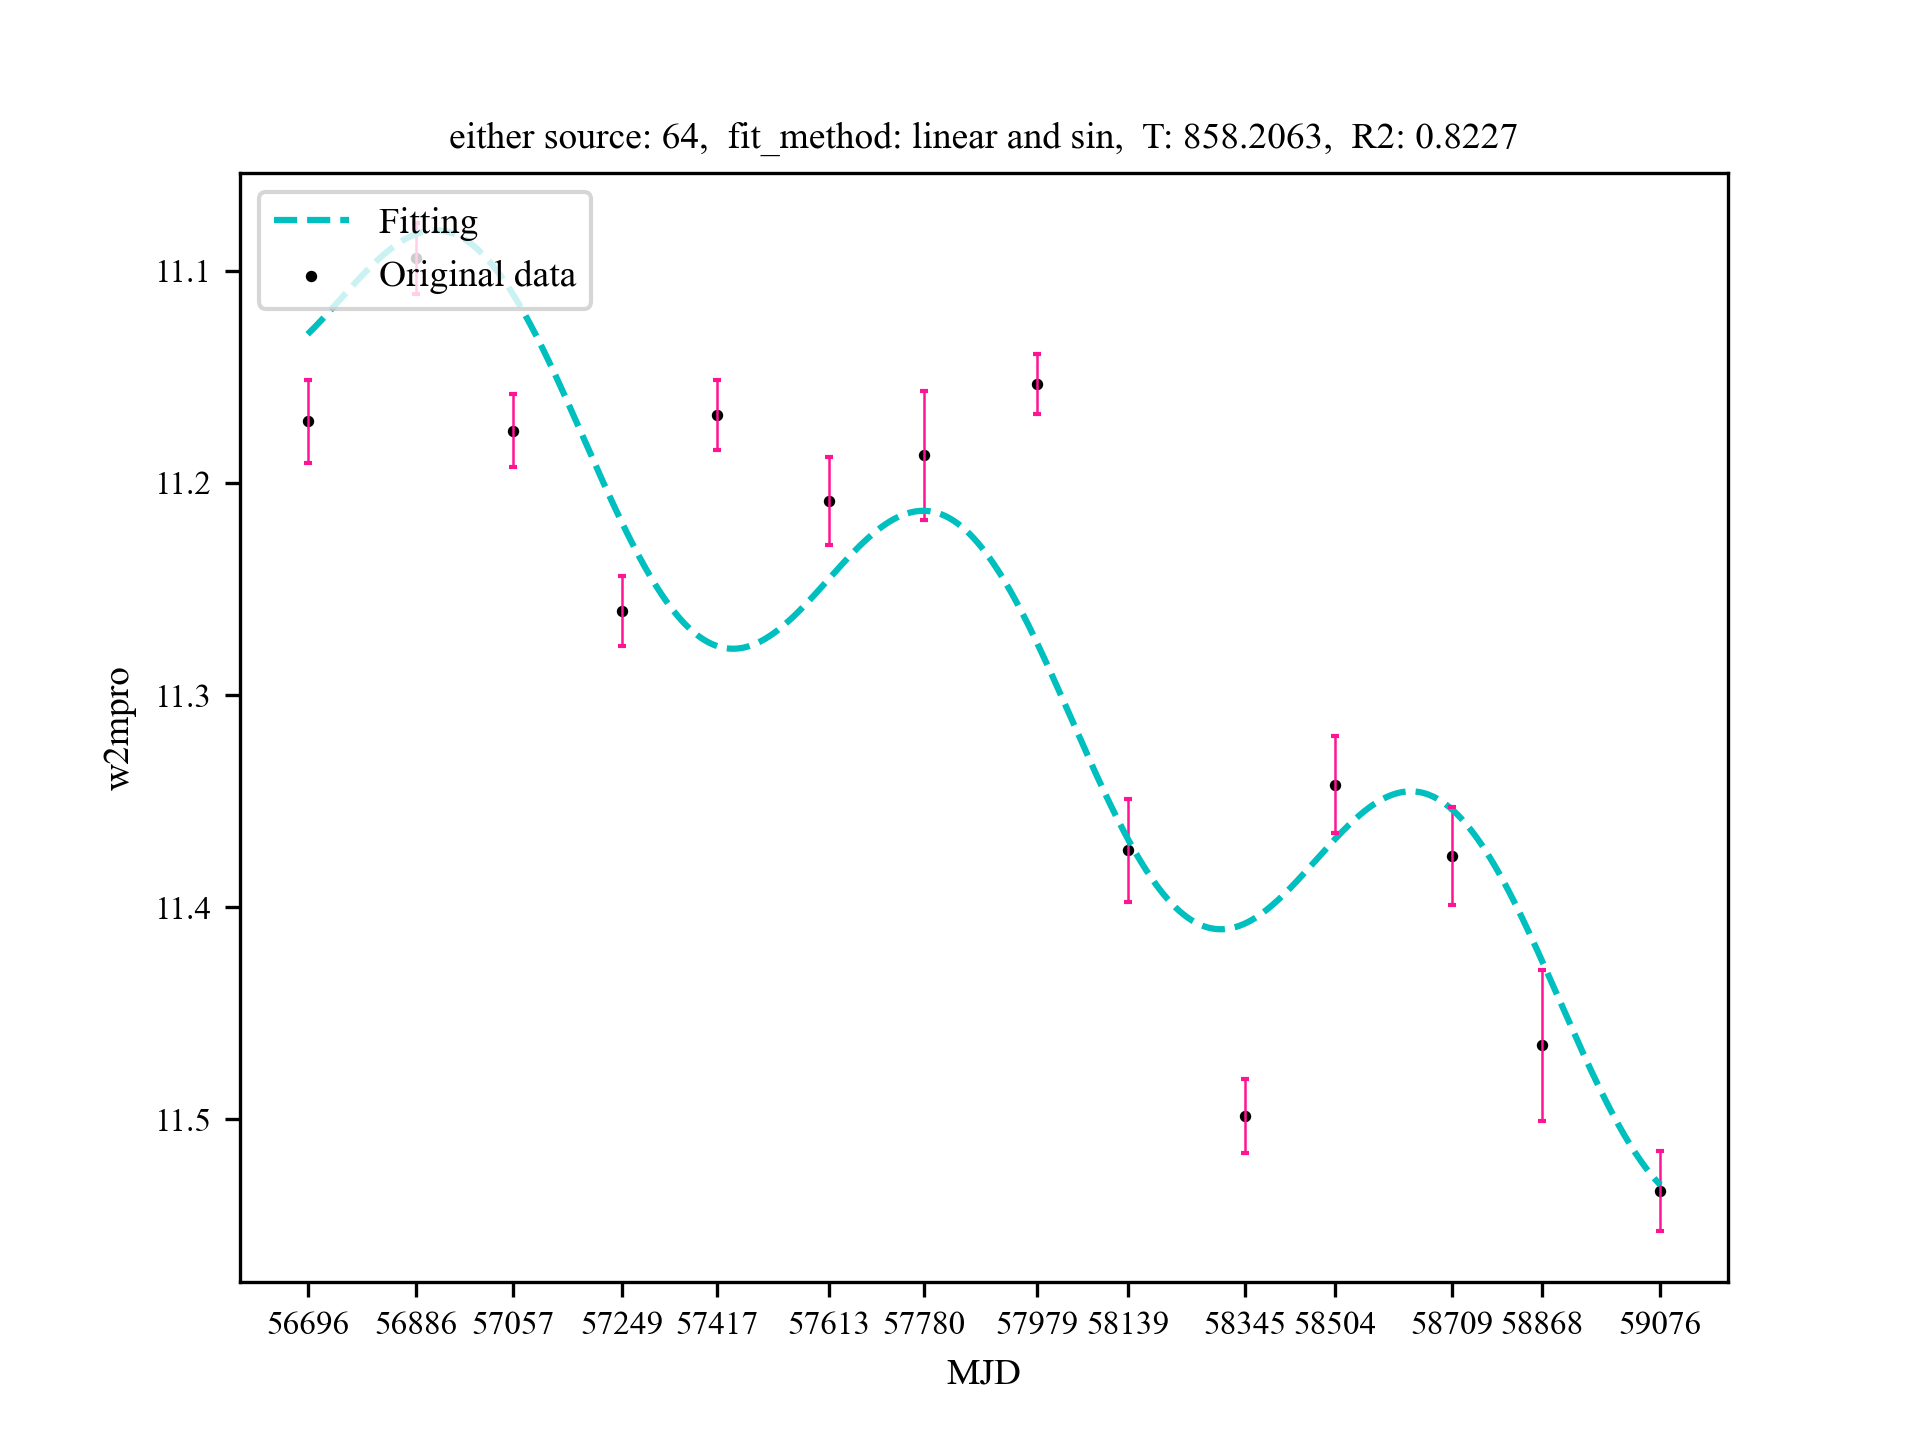 either source: 64,  fit_method: linear and sin,  T: 858.2063,  R2: 0.8227
Fitting
Original data
11.1
11.2
11.3
11.4
11.5
w2mpro
56696 56886 57057 57249 57417 57613 57780 57979 58139 58345 58504 58709 58868 59076
MJD